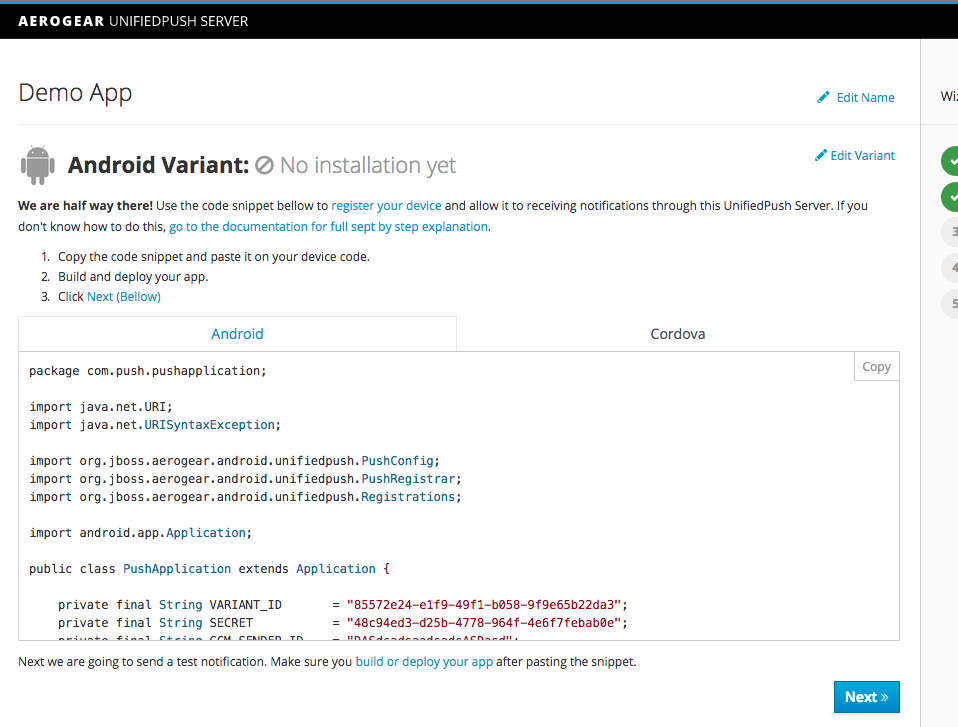 AEROGEAR UNIFIEDPUSH SERVER
Demo App
Edit Name
Android Variant: No installation yet
Edit Variant
We are half way there! Use the code snippet bellow to register your device and allow it to receiving notifications through this UnifiedPush Server. If you
don't know how to do this, go to the documentation for full sept by step explanation.
1. Copy the code snippet and paste it on your device code.
2. Build and deploy your app.
3. Click Next (Bellow)
Android
Cordova
Copy
package com.push.pushapplication;
import java.net.URI;
import java.net.URISyntaxException;
import org.jboss.aerogear.android.unifiedpush.PushConfig;
import org.jboss.aerogear.android.unifiedpush.PushRegistrar;
import org.jboss.aerogear.android.unifiedpush.Registrations;
import android.app.Application;
public class PushApplication extends Application {
private final String VARIANT_ID = "85572e24-e1f9-49f1-b058-9f9e65b22da3";
private final String SECRET = "48c94ed3-d25b-4778-964f-4e6f7febab0e";
private final String GCM_SENDER_ID =
Next we are going to send a test notification. Make sure you build or deploy your app after pasting the snippet.
Next »
Wiz
3
4
5